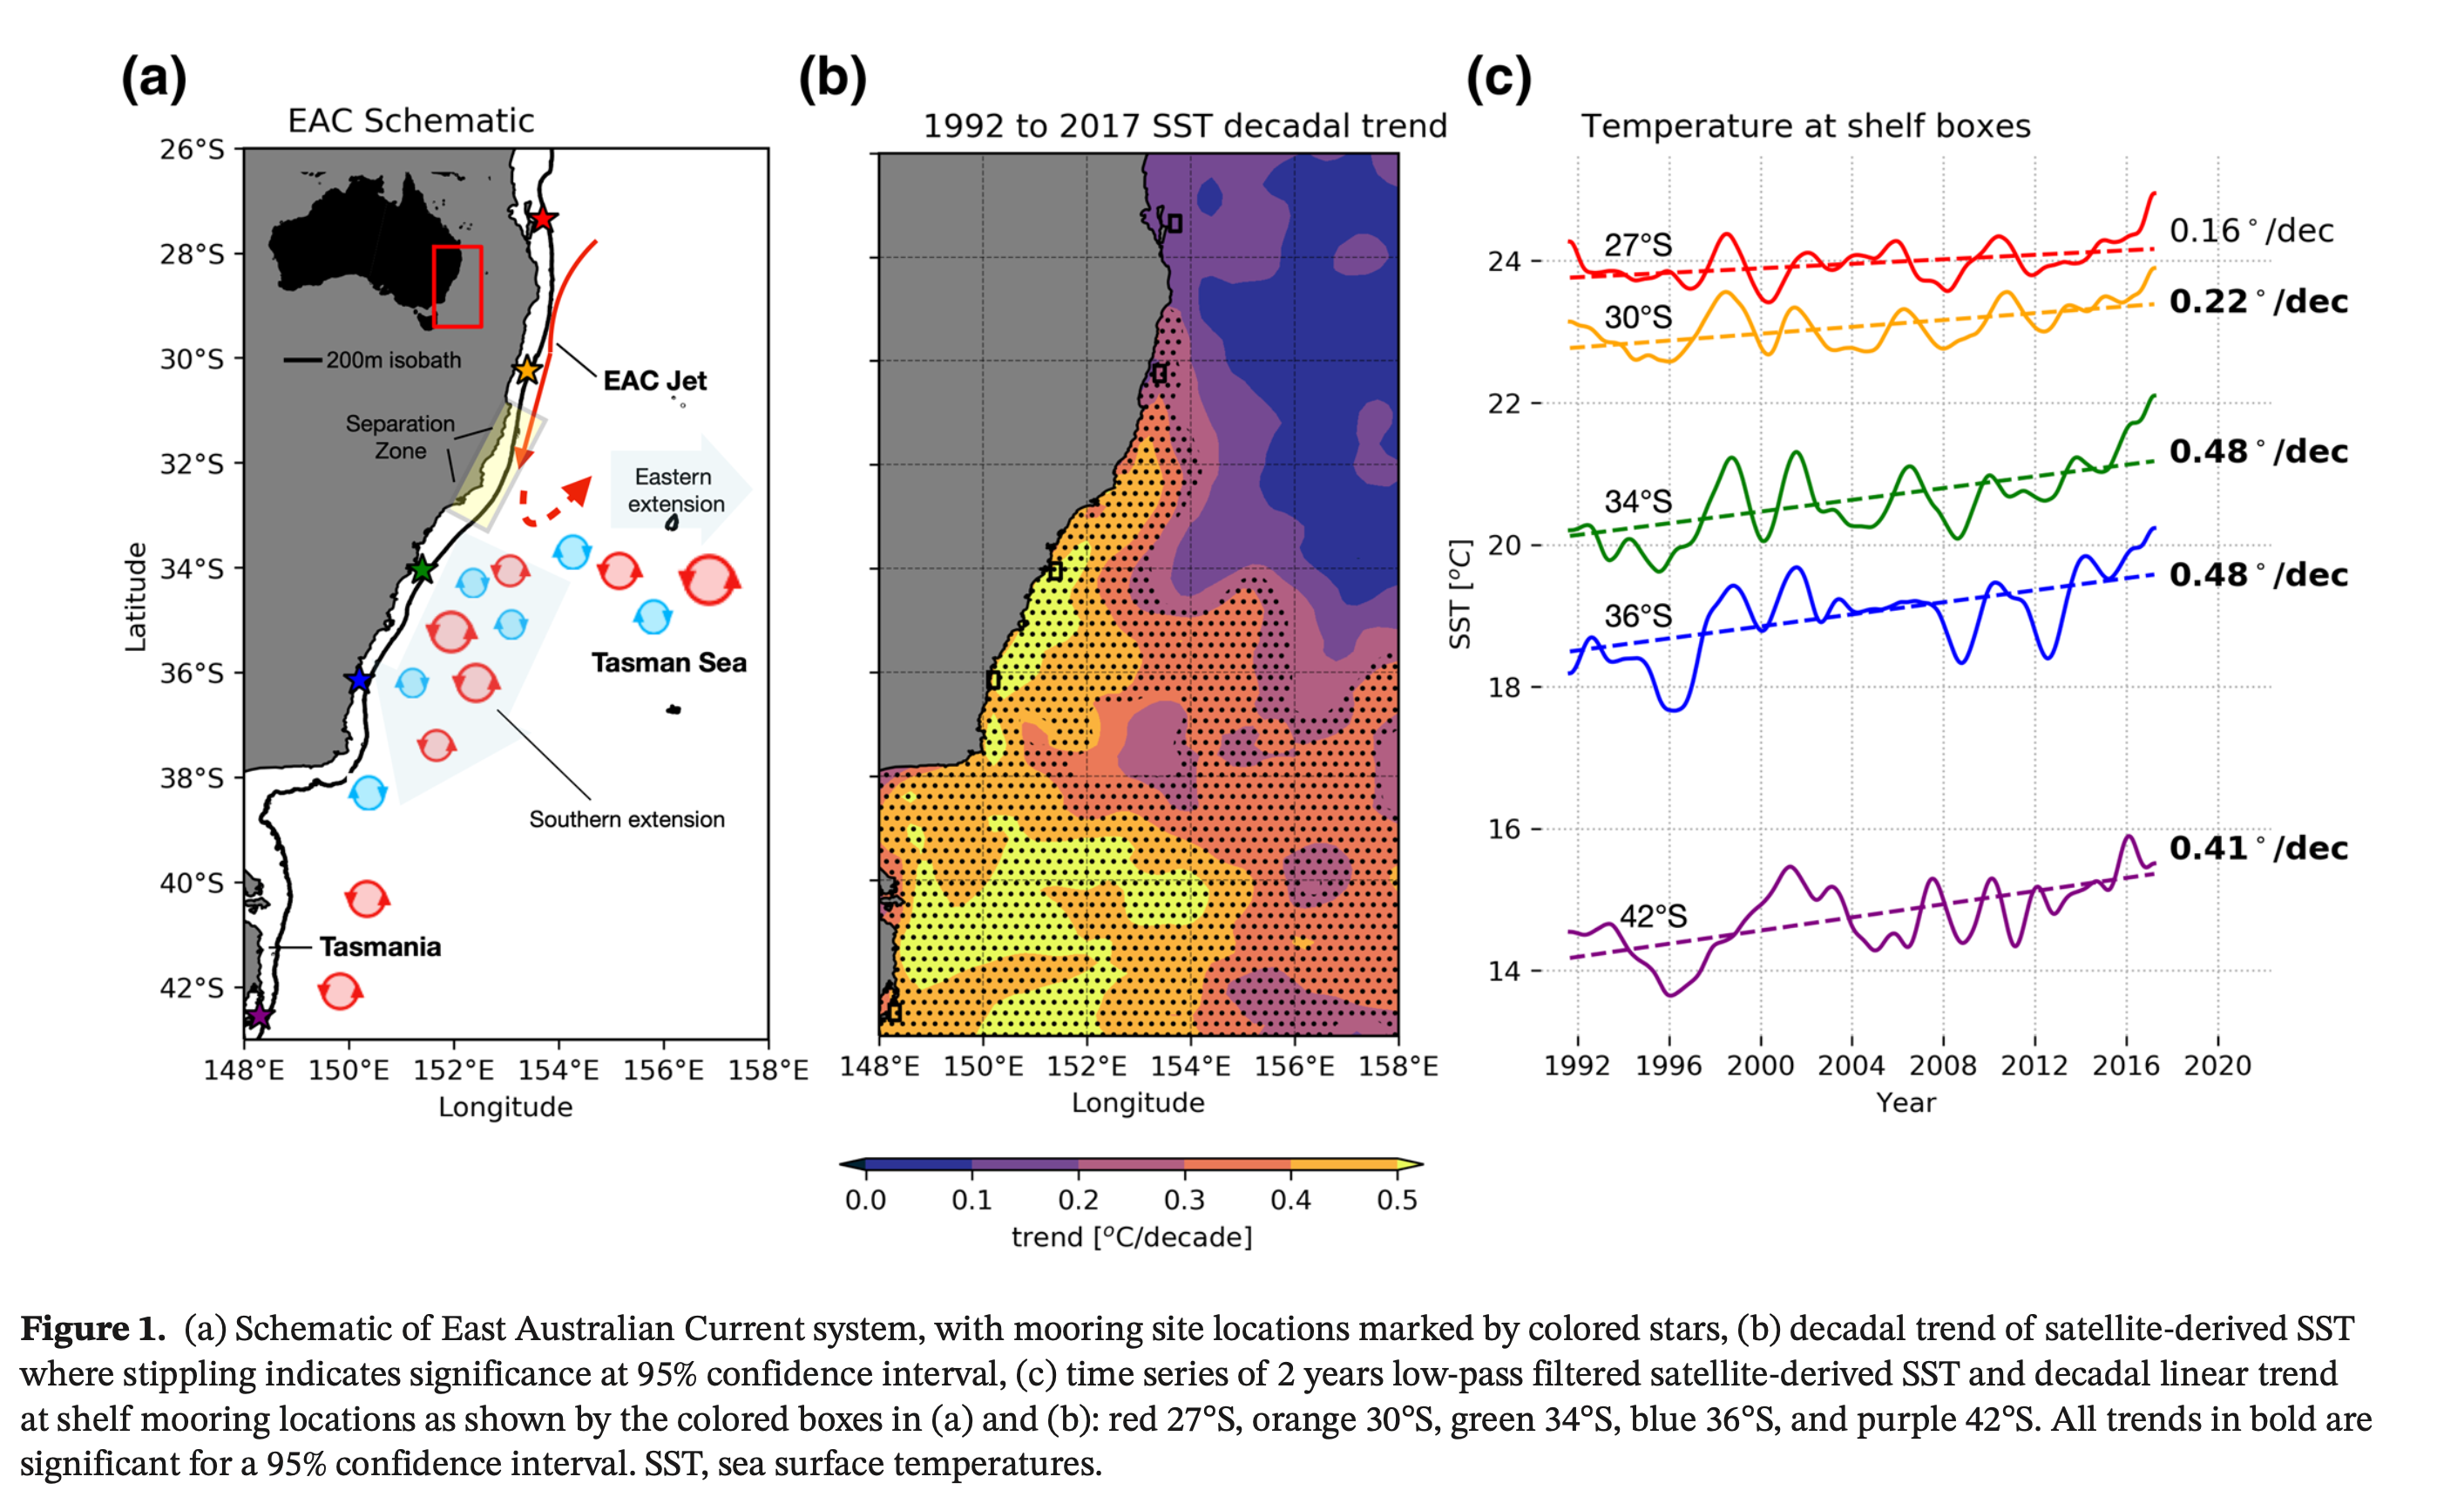 (a)
EAC Schematic
26°S
28°S
30°S
32°S
34°S
36°S
38°S
40°S
42°S
Latitude
200m isobath
EAC Jet
Separation
Zone
Eastern
extension
Tasman Sea
Southern extension
Tasmania
148°E 150°E 152°E 154°E 156°E 158°E
Longitude
(b)
1992 to 2017 SST decadal trend
148°E 150°E 152°E 154°E 156°E 158°E
Longitude
0.0 0.1 0.2 0.3 0.4 0.5
trend [°C/decade]
(c)
Temperature at shelf boxes
24
22
20
18
16
14
SST [°C]
27°S
0.16°/dec
30°S
0.22°/dec
34°S
0.48°/dec
36°S
0.48°/dec
42°S
0.41°/dec
1992 1996 2000 2004 2008 2012 2016 2020
Year
Figure 1. (a) Schematic of East Australian Current system, with mooring site locations marked by colored stars, (b) decadal trend of satellite-derived SST
where stippling indicates significance at 95% confidence interval, (c) time series of 2 years low-pass filtered satellite-derived SST and decadal linear trend
at shelf mooring locations as shown by the colored boxes in (a) and (b): red 27°S, orange 30°S, green 34°S, blue 36°S, and purple 42°S. All trends in bold are
significant for a 95% confidence interval. SST, sea surface temperatures.